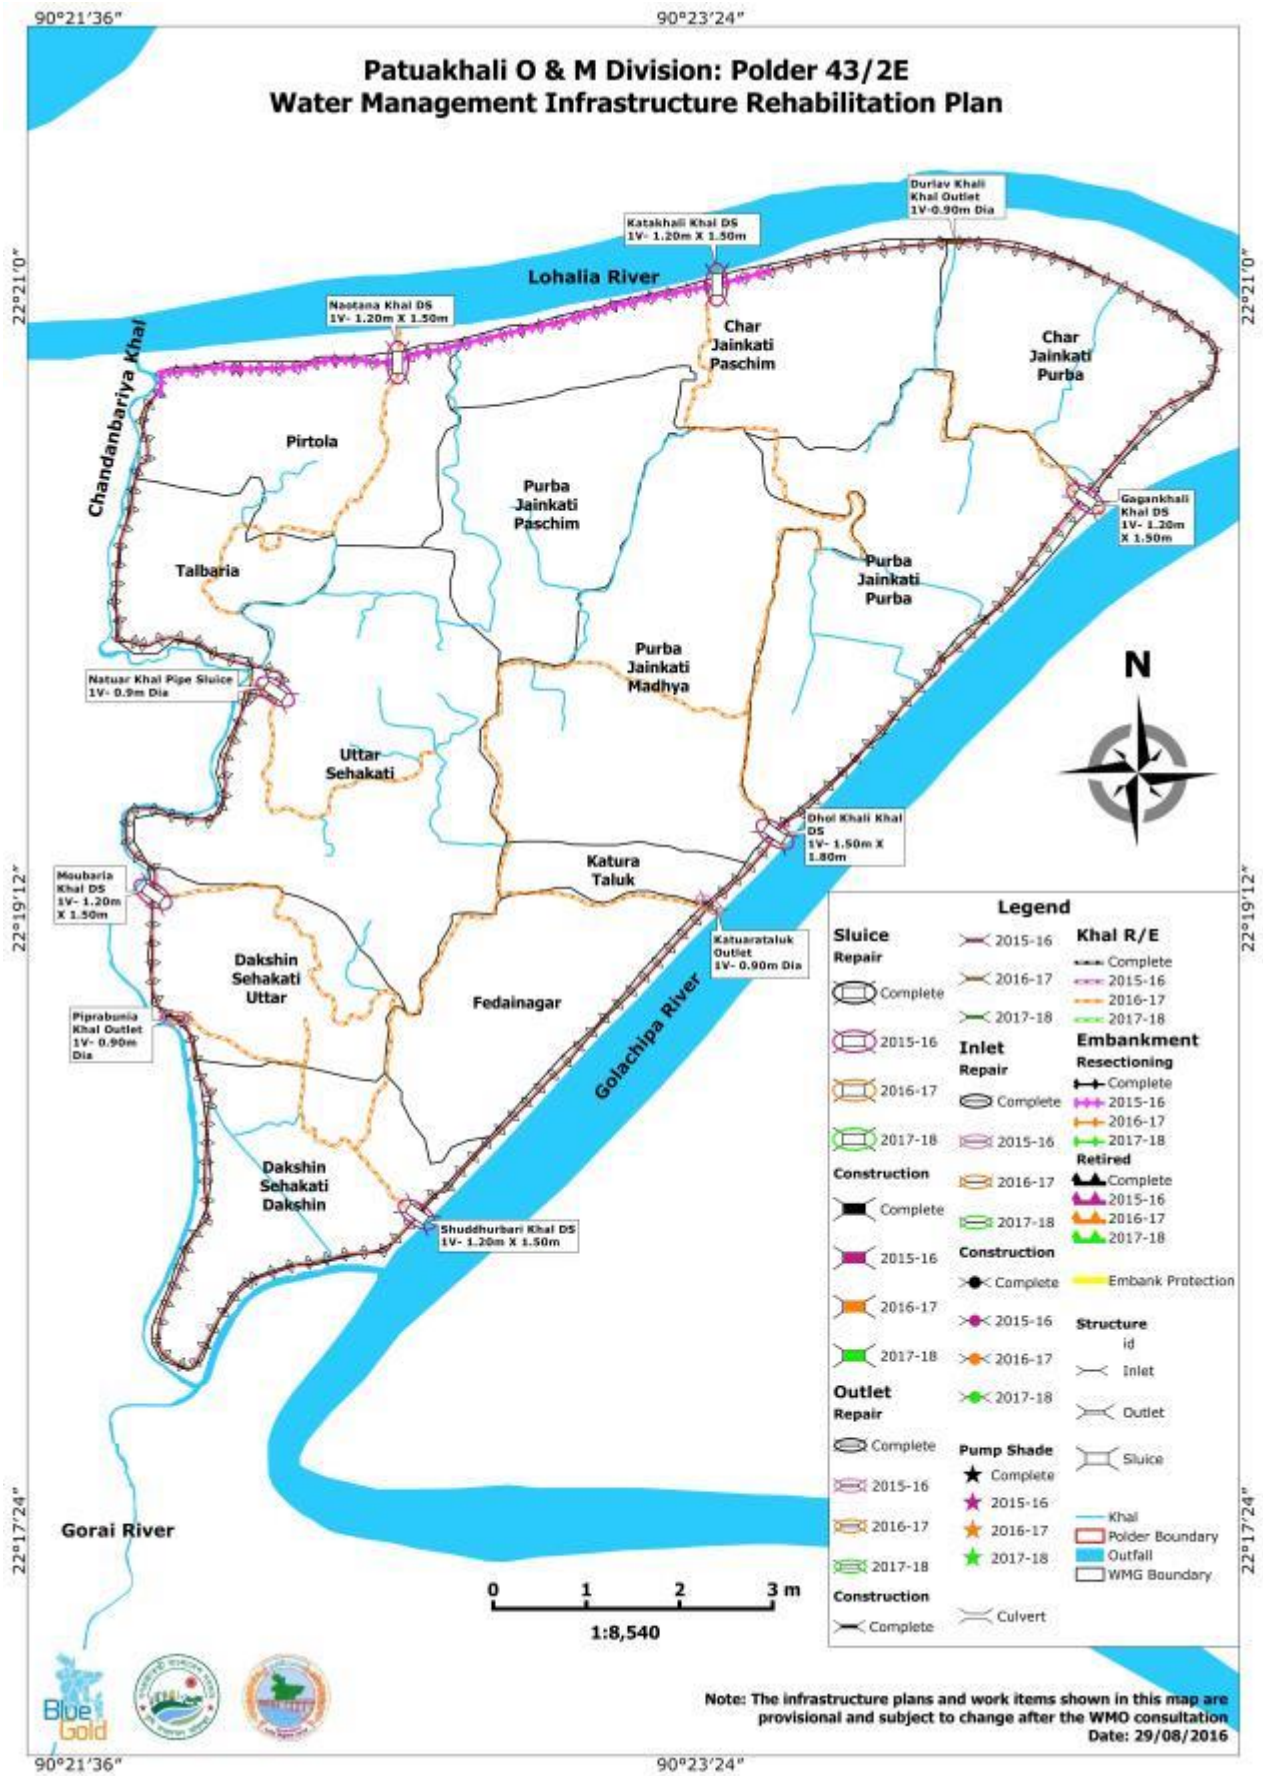 90°21'36"
90°23'24"
Patuakhali O & M Division: Polder 43/2E
Water Management Infrastructure Rehabilitation Plan
Durlav Khali
Khal Outlet
1V-0.90m Dia
Katakhali Khal DS
1V- 1.20m X 1.50m
22°21'0"
22°21'0"
Lohalia River
Naotana Khal DS
1V- 1.20m X 1.50m
Char
Jainkati
Paschim
Char
Jainkati
Purba
Chandanbariya Khal
Pirtola
Purba
Jainkati
Paschim
Gagankhali
Khal DS
1V- 1.20m
X 1.50m
Talbaria
Purba
Jainkati
Purba
Purba
Jainkati
Madhya
N
Natuar Khal Pipe Sluice
1V- 0.9m Dia
Uttar
Sehakati
Dhol Khali Khal
DS
1V- 1.50m X
1.80m
Katura
Taluk
Moubaria
Khal DS
1V- 1.20m
X 1.50m
22°19'12"
22°19'12"
Katuarataluk
Outlet
1V- 0.90m Dia
Dakshin
Sehakati
Uttar
Fedainagar
Golachipa River
Piprabunia
Khal Outlet
1V- 0.90m
Dia
Dakshin
Sehakati
Dakshin
Shuddhurbari Khal DS
1V- 1.20m X 1.50m
Legend
Sluice
Repair
Complete
2015-16
2016-17
2017-18
Construction
Complete
2015-16
2016-17
2017-18
Outlet
Repair
Complete
2015-16
2016-17
2017-18
Construction
Complete
2015-16
2016-17
2017-18
Inlet
Repair
Complete
2015-16
2016-17
2017-18
Construction
Complete
2015-16
2016-17
2017-18
Pump Shade
Complete
2015-16
2016-17
2017-18
Culvert
Khal R/E
Complete
2015-16
2016-17
2017-18
Embankment
Resectioning
Complete
2015-16
2016-17
2017-18
Retired
Complete
2015-16
2016-17
2017-18
Embank Protection
Structure
id
Inlet
Outlet
Sluice
Khal
Polder Boundary
Outfall
WMG Boundary
22°17'24"
22°17'24"
Gorai River
0 1 2 3 m
1:8,540
Blue
Gold
Note: The infrastructure plans and work items shown in this map are
provisional and subject to change after the WMO consultation
Date: 29/08/2016
90°21'36"
90°23'24"